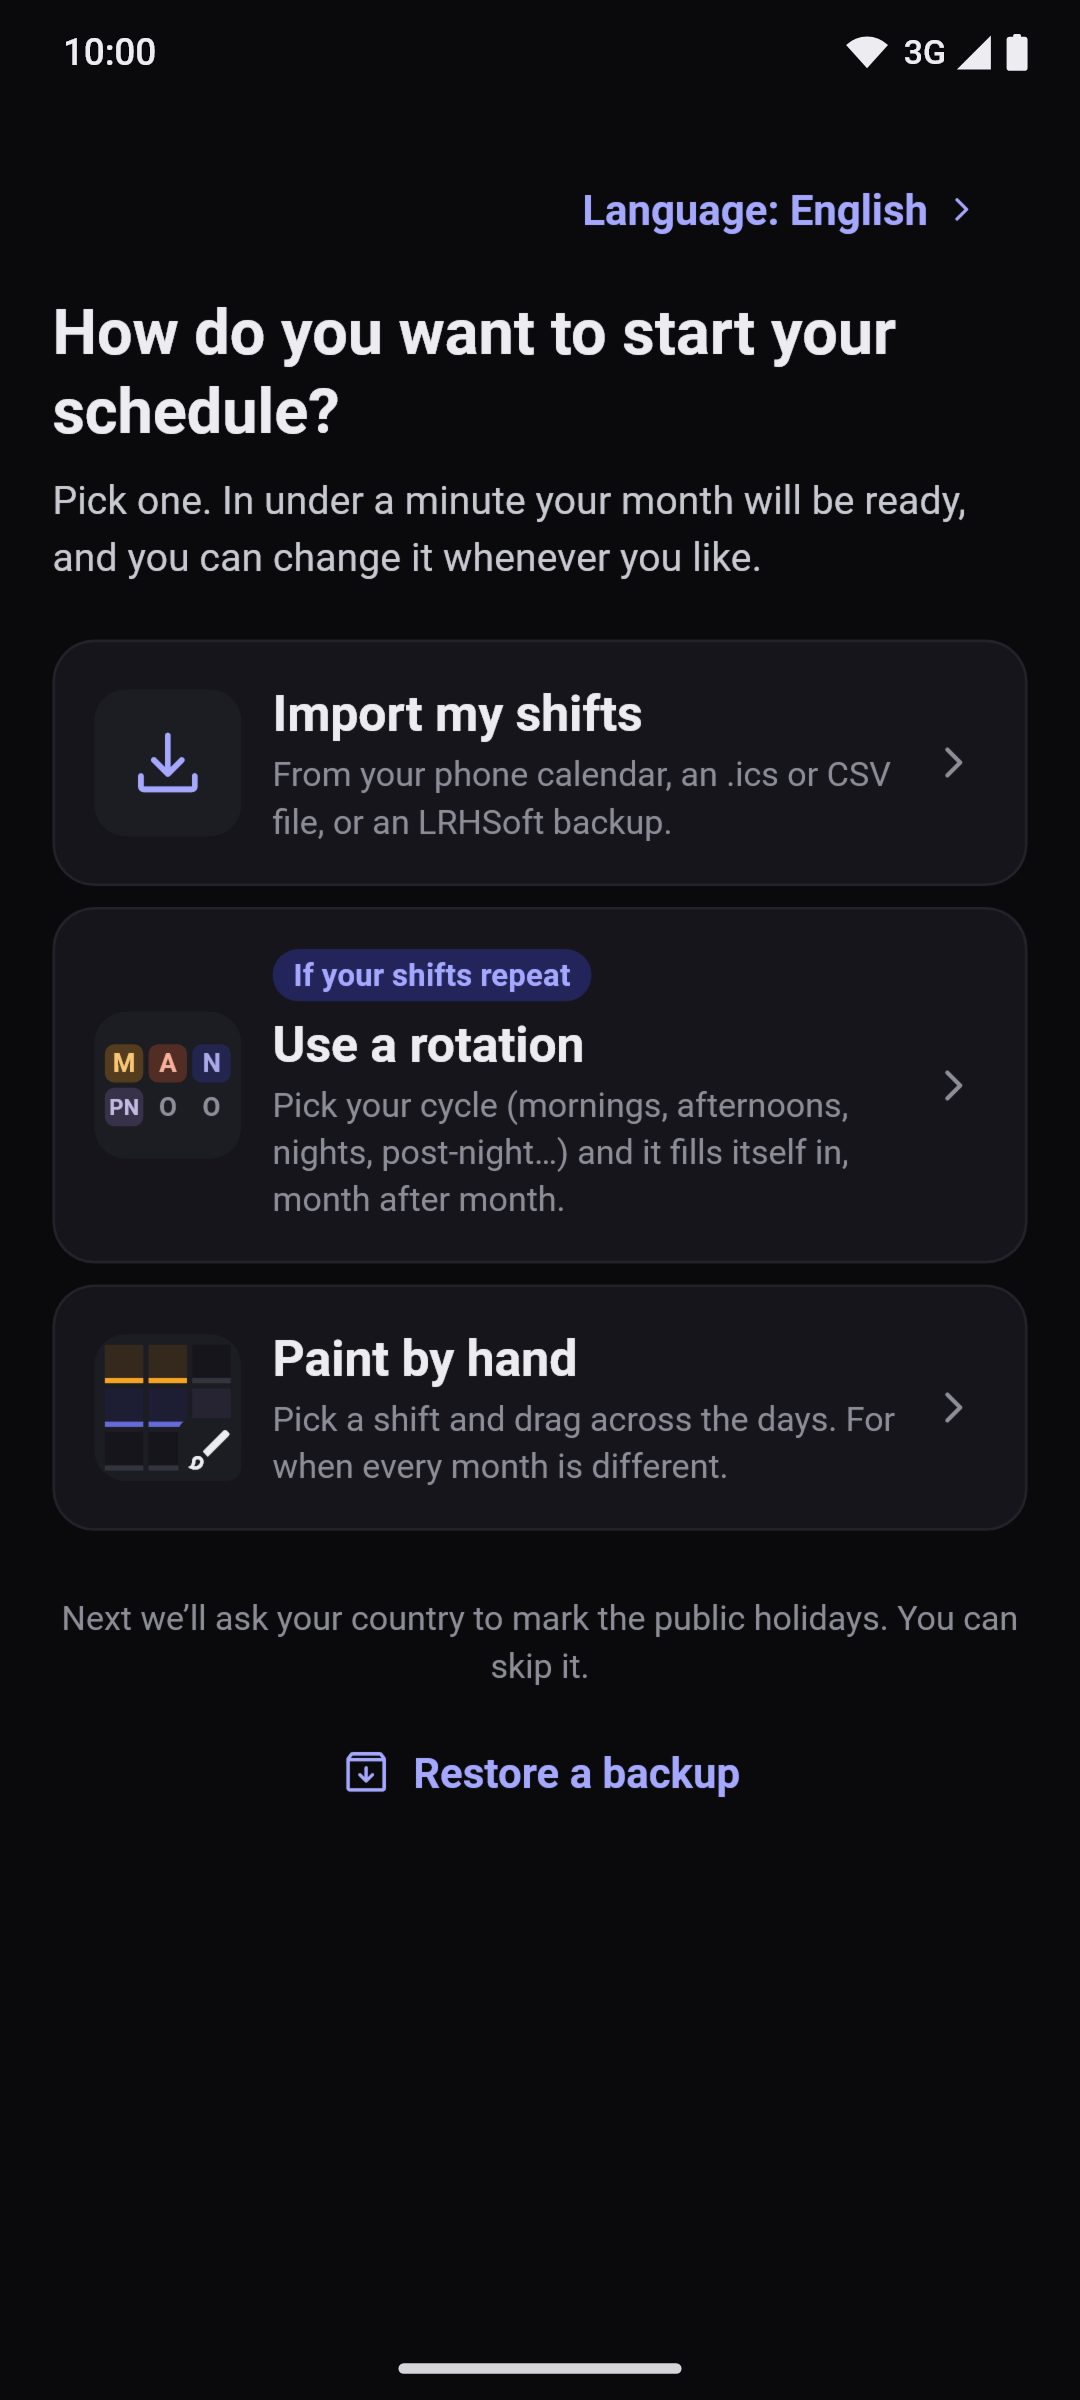 10:00
3G
Language: English
How do you want to start your
schedule?
Pick one. In under a minute your month will be ready,
and you can change it whenever you like.
Import my shifts
From your phone calendar, an .ics or CSV
file, or an LRHSoft backup.
If your shifts repeat
M A N
PN O O
Use a rotation
Pick your cycle (mornings, afternoons,
nights, post-night…) and it fills itself in,
month after month.
Paint by hand
Pick a shift and drag across the days. For
when every month is different.
Next we’ll ask your country to mark the public holidays. You can
skip it.
Restore a backup